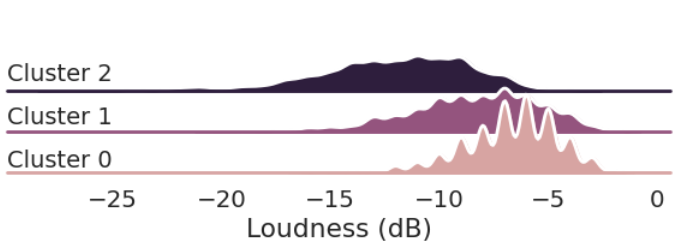 Cluster 2
Cluster 1
Cluster 0
−25 −20 −15 −10 −5 0
Loudness (dB)